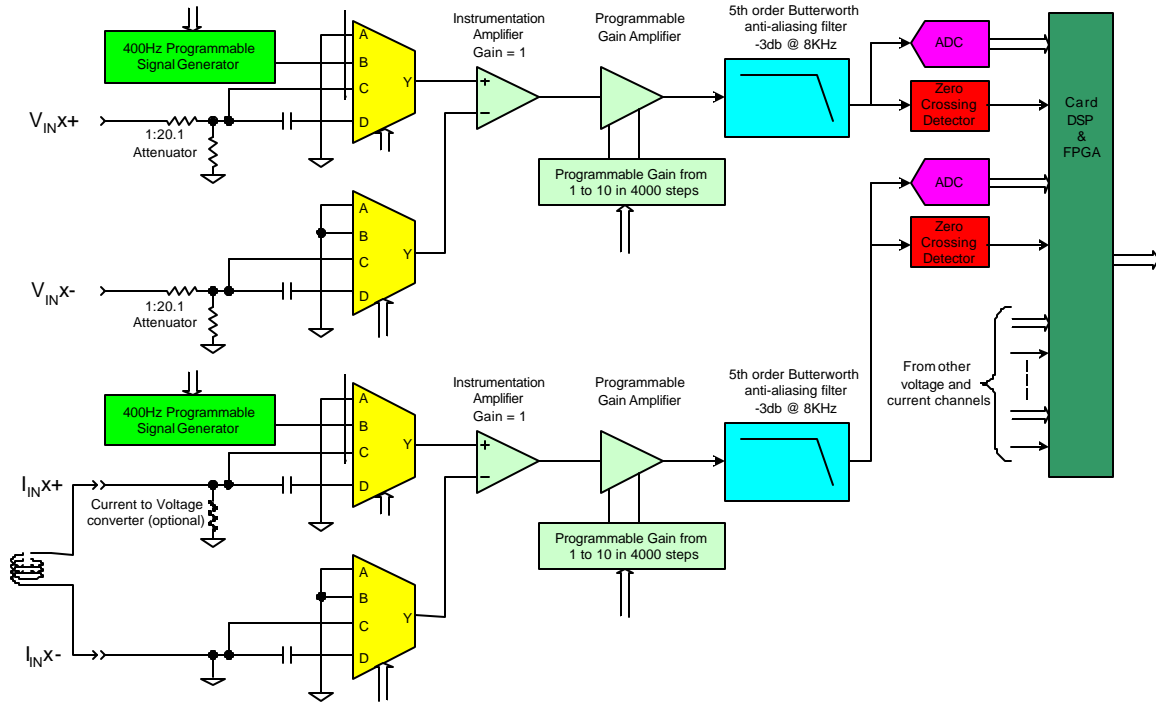 400Hz Programmable
Signal Generator
A
B
C
D
Y
Instrumentation
Amplifier
Gain = 1
+
−
Programmable
Gain Amplifier
5th order Butterworth
anti-aliasing filter
-3db @ 8KHz
ADC
Zero
Crossing
Detector
Card
DSP
&
FPGA
VINx+
1:20.1
Attenuator
Programmable Gain from
1 to 10 in 4000 steps
ADC
Zero
Crossing
Detector
A
B
C
D
Y
VINx-
1:20.1
Attenuator
From other
voltage and
current channels
400Hz Programmable
Signal Generator
A
B
C
D
Y
Instrumentation
Amplifier
Gain = 1
+
−
Programmable
Gain Amplifier
5th order Butterworth
anti-aliasing filter
-3db @ 8KHz
IINx+
Current to Voltage
converter (optional)
Programmable Gain from
1 to 10 in 4000 steps
A
B
C
D
Y
IINx-